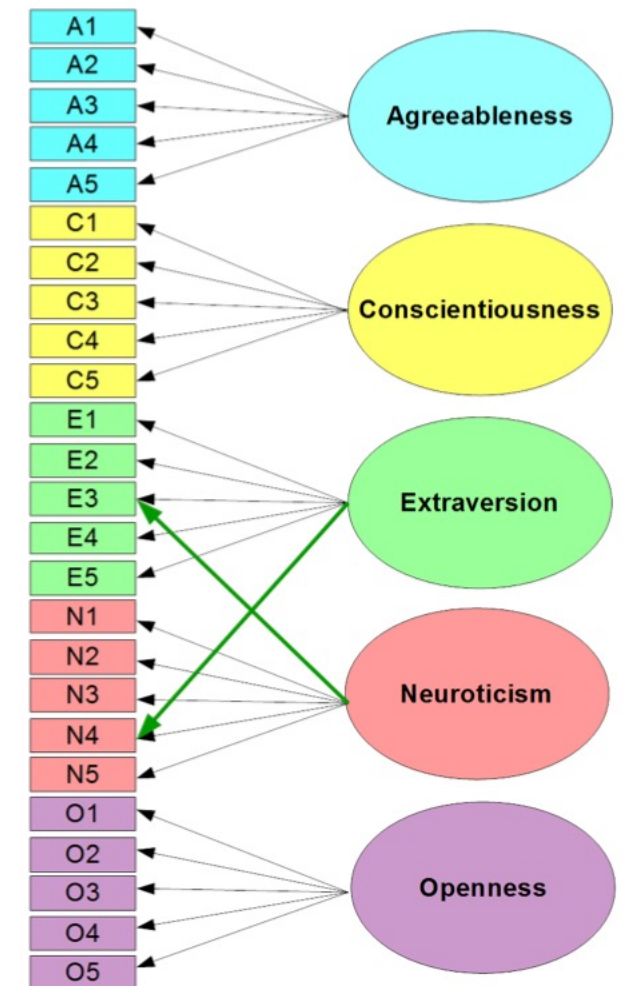 A1
A2
A3
A4
A5
C1
C2
C3
C4
C5
E1
E2
E3
E4
E5
N1
N2
N3
N4
N5
O1
O2
O3
O4
O5
Agreeableness
Conscientiousness
Extraversion
Neuroticism
Openness